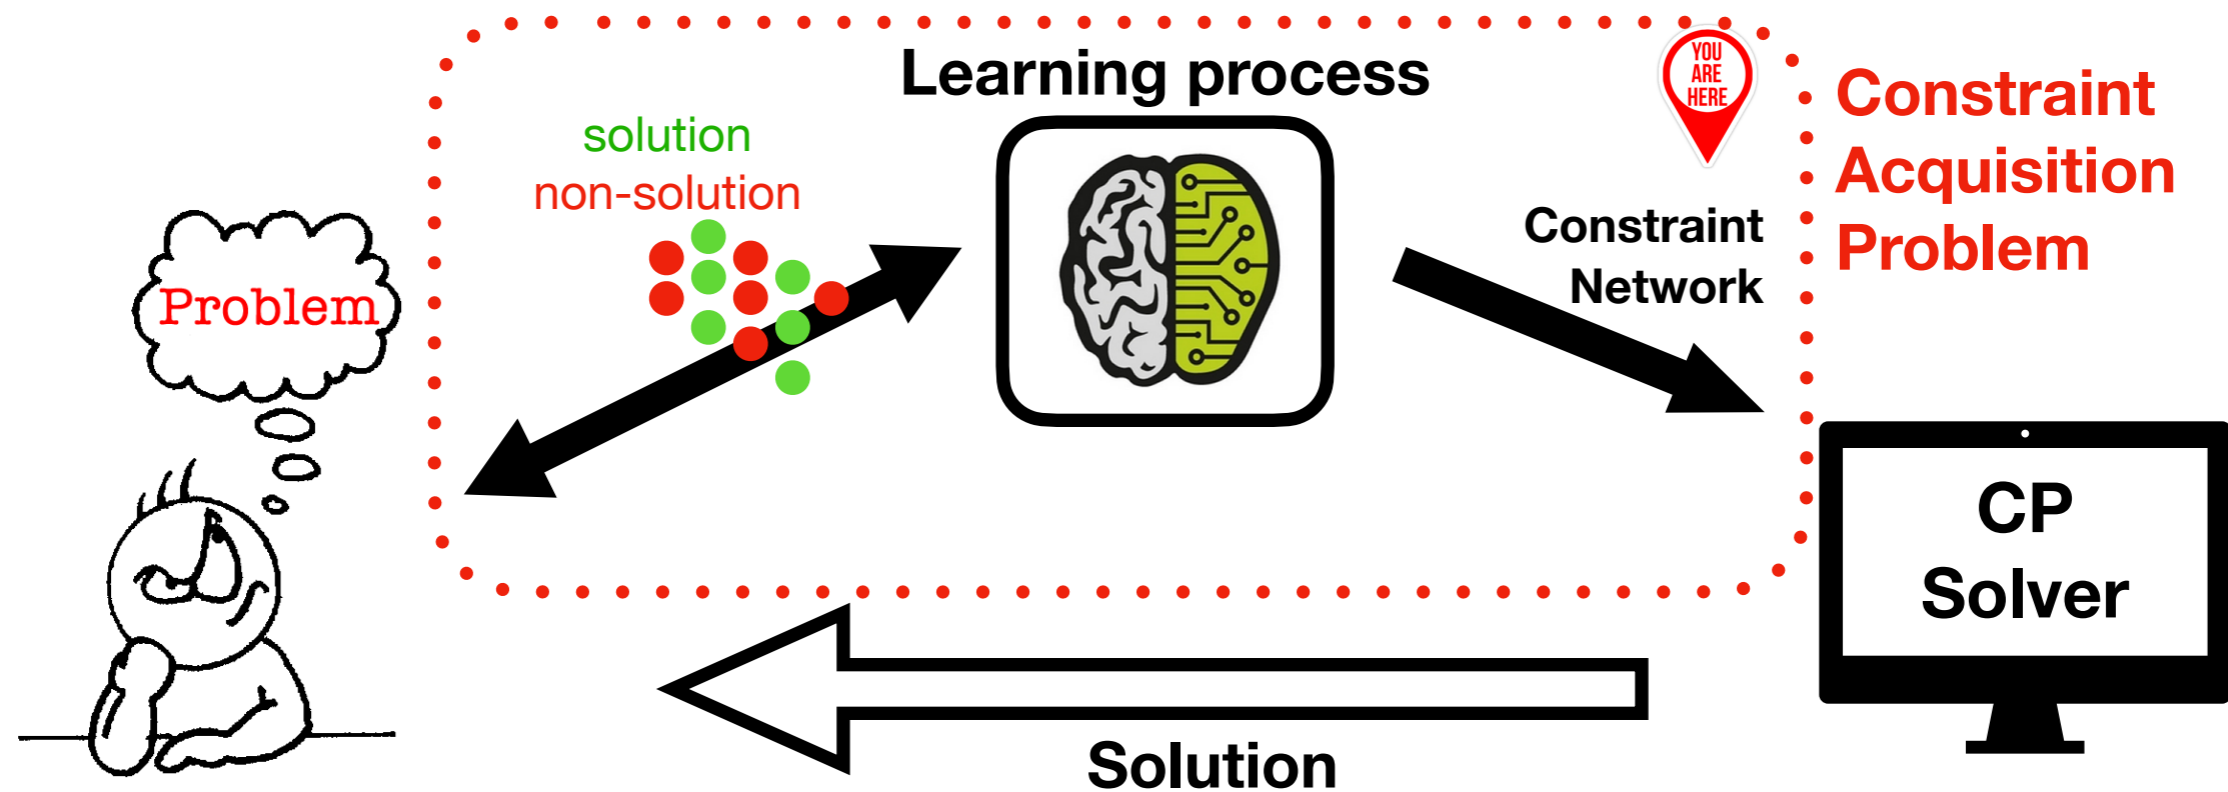 Learning process
YOU
ARE
HERE
Constraint
Acquisition
Problem
solution
non-solution
Constraint
Network
Problem
CP
Solver
Solution